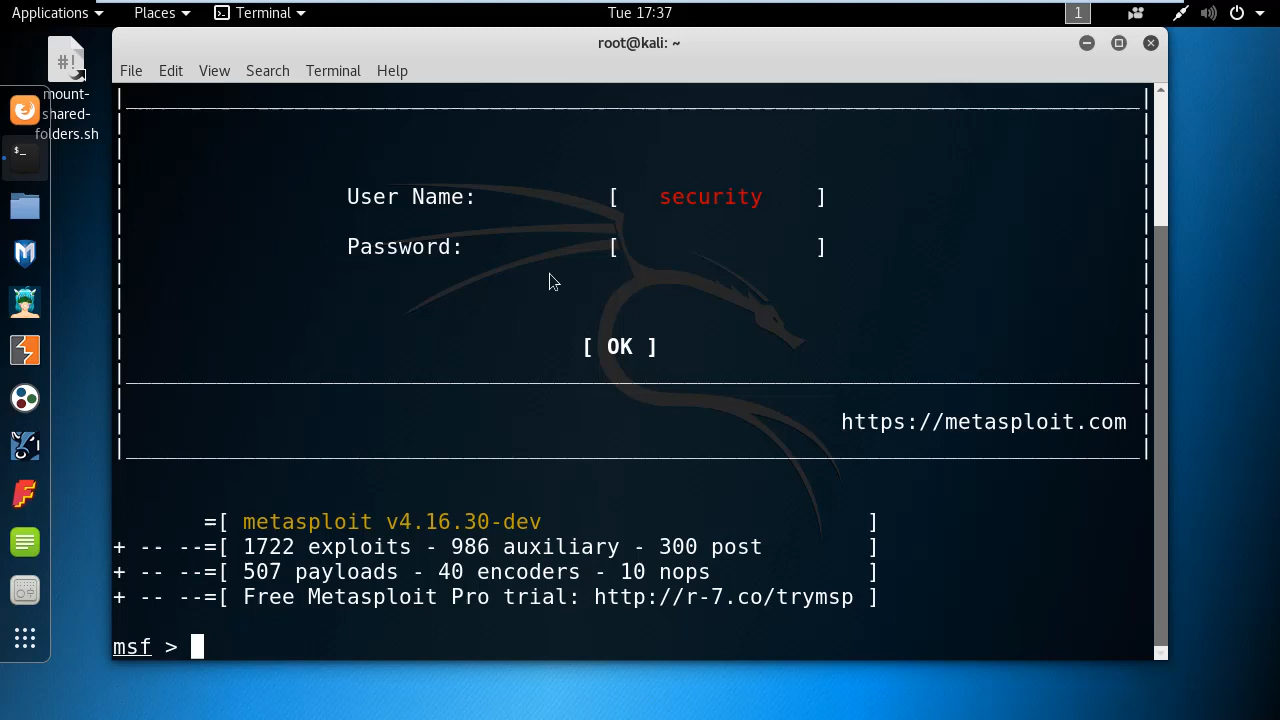 Applications Places Terminal Tue 17:37 1
root@kali: ~
File Edit View Search Terminal Help
#!
mount-
shared-
folders.sh
$_
User Name: [ security ]
Password: [ ]
[ OK ]
https://metasploit.com
=[ metasploit v4.16.30-dev ]
+ -- --=[ 1722 exploits - 986 auxiliary - 300 post ]
+ -- --=[ 507 payloads - 40 encoders - 10 nops ]
+ -- --=[ Free Metasploit Pro trial: http://r-7.co/trymsp ]
msf >